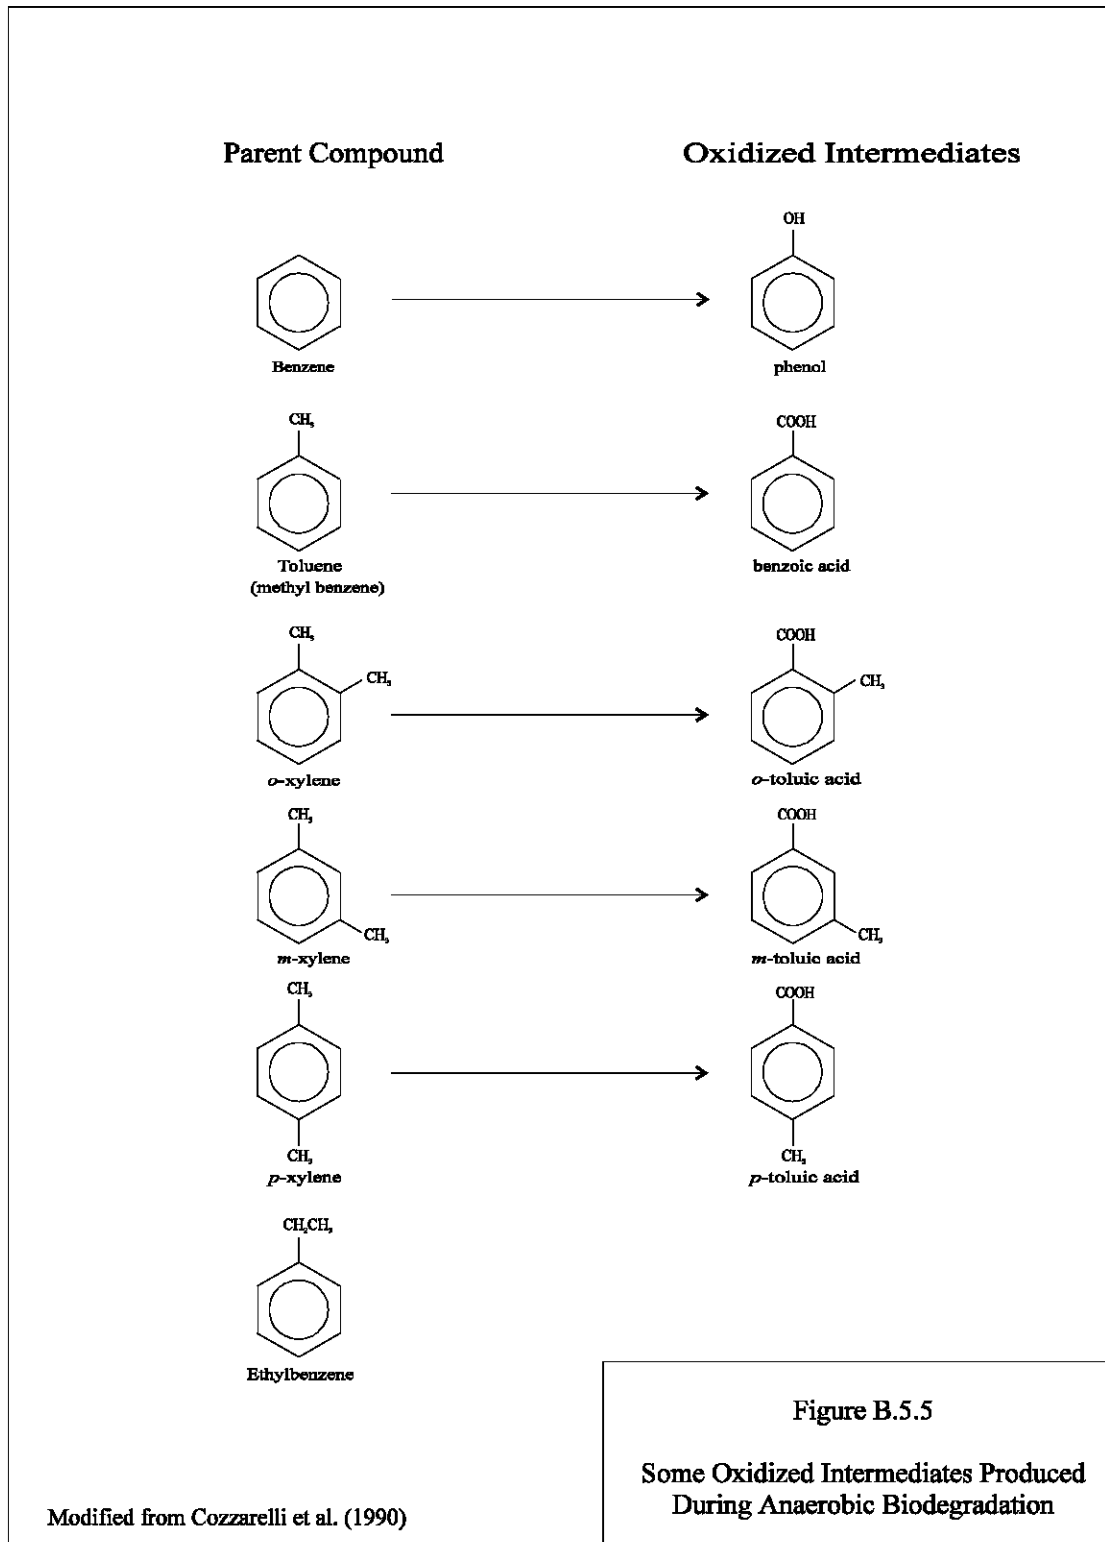 Parent Compound
Oxidized Intermediates
OH
Benzene
phenol
CH₃
COOH
Toluene
(methyl benzene)
benzoic acid
CH₃
COOH
CH₃
CH₃
o-xylene
o-toluic acid
CH₃
COOH
CH₃
CH₃
m-xylene
m-toluic acid
CH₃
COOH
CH₃
CH₃
p-xylene
p-toluic acid
CH₂CH₃
Ethylbenzene
Figure B.5.5
Some Oxidized Intermediates Produced
During Anaerobic Biodegradation
Modified from Cozzarelli et al. (1990)